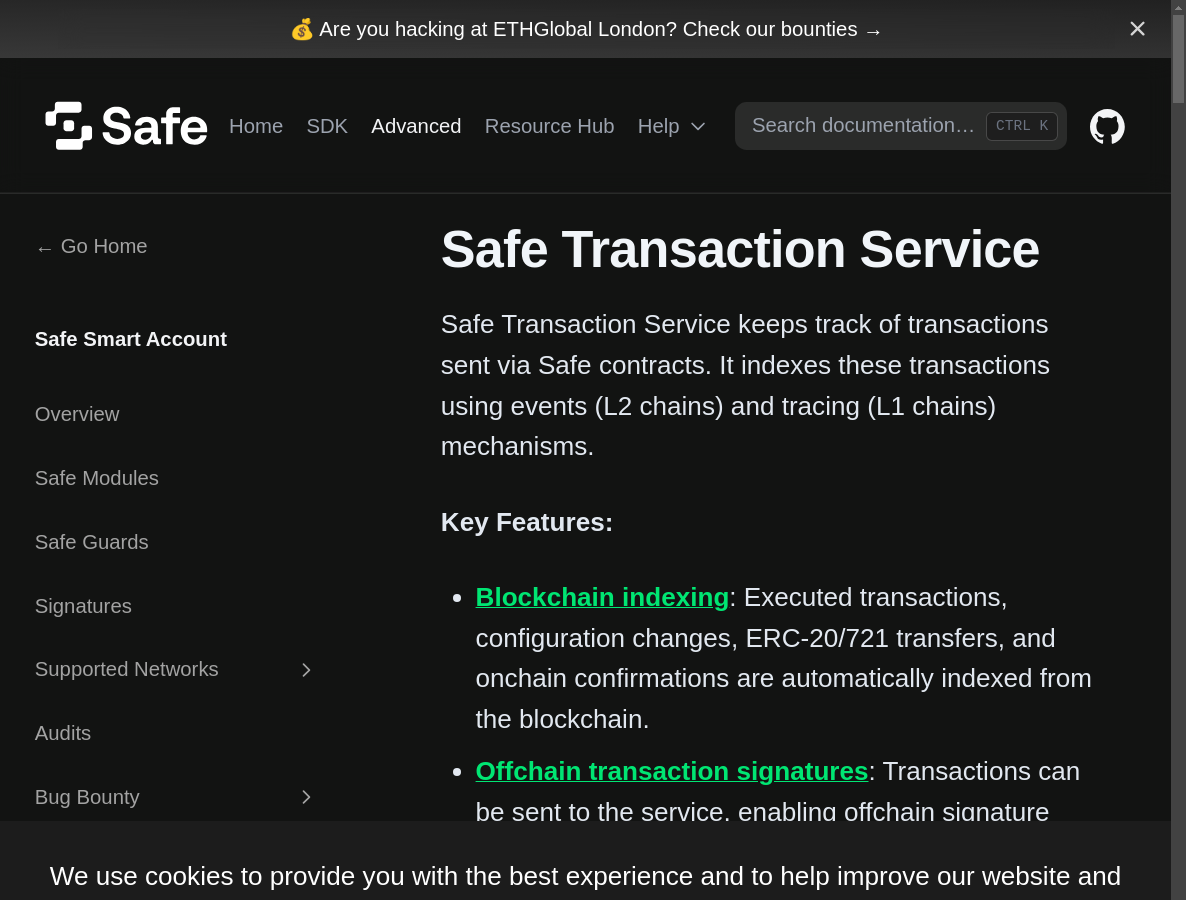 💰 Are you hacking at ETHGlobal London? Check our bounties →
Safe
Home SDK Advanced Resource Hub Help
Search documentation… CTRL K
← Go Home
Safe Smart Account
Overview
Safe Modules
Safe Guards
Signatures
Supported Networks
Audits
Bug Bounty
Safe Transaction Service
Safe Transaction Service keeps track of transactions
sent via Safe contracts. It indexes these transactions
using events (L2 chains) and tracing (L1 chains)
mechanisms.
Key Features:
• Blockchain indexing: Executed transactions,
configuration changes, ERC-20/721 transfers, and
onchain confirmations are automatically indexed from
the blockchain.
• Offchain transaction signatures: Transactions can
be sent to the service, enabling offchain signature
We use cookies to provide you with the best experience and to help improve our website and